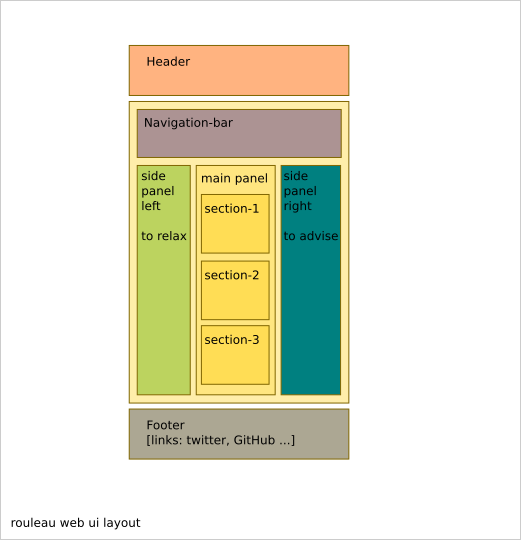 Header
Navigation-bar
side
panel
left
to relax
main panel
section-1
section-2
section-3
side
panel
right
to advise
Footer
[links: twitter, GitHub ...]
rouleau web ui layout